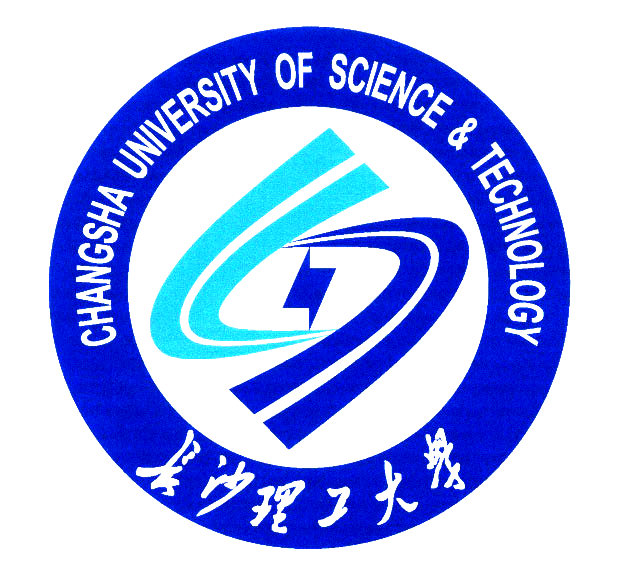 CHANGSHA UNIVERSITY OF SCIENCE & TECHNOLOGY
长沙理工大学